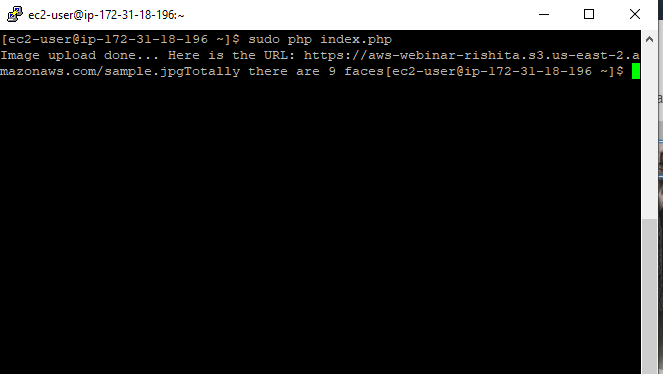 ec2-user@ip-172-31-18-196:~
[ec2-user@ip-172-31-18-196 ~]$ sudo php index.php
Image upload done... Here is the URL: https://aws-webinar-rishita.s3.us-east-2.a
mazonaws.com/sample.jpgTotally there are 9 faces[ec2-user@ip-172-31-18-196 ~]$